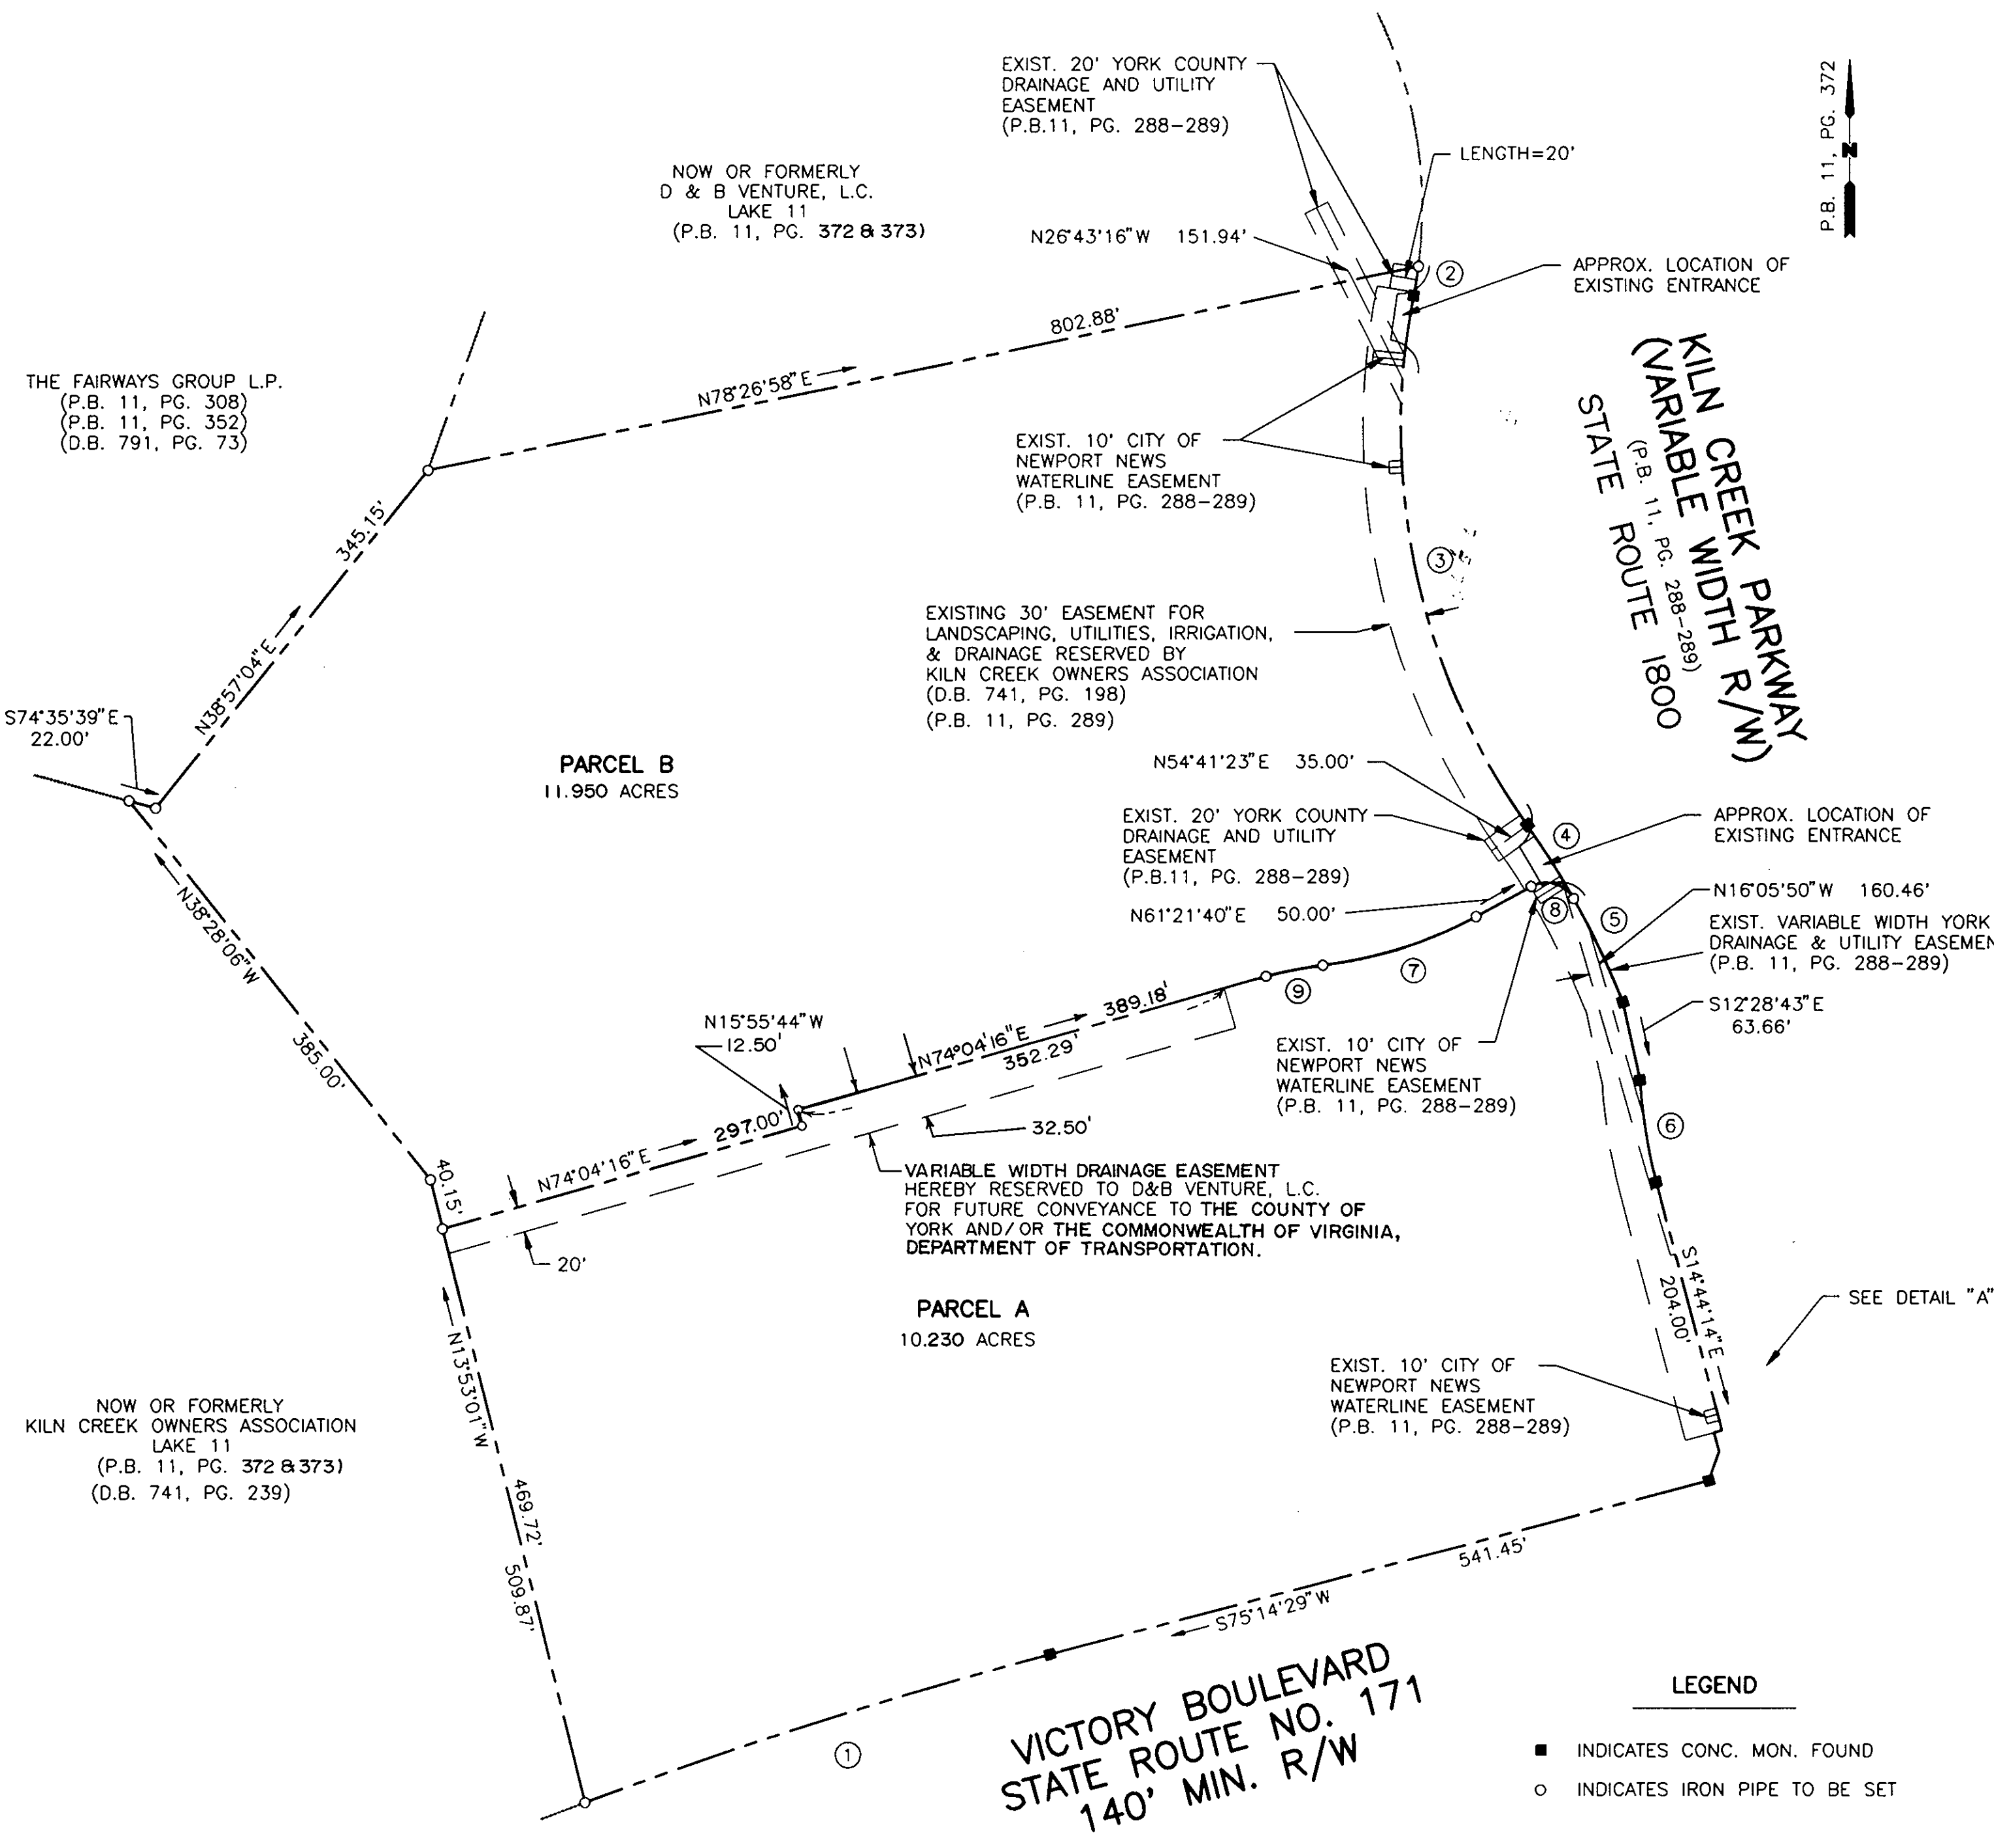 EXIST. 20' YORK COUNTY
DRAINAGE AND UTILITY
EASEMENT
(P.B.11, PG. 288-289)
P.B. 11, PG. 372
N
LENGTH=20'
NOW OR FORMERLY
D & B VENTURE, L.C.
LAKE 11
(P.B. 11, PG. 372 & 373)
N26°43'16"W 151.94'
②
APPROX. LOCATION OF
EXISTING ENTRANCE
802.88'
N78°26'58"E
THE FAIRWAYS GROUP L.P.
(P.B. 11, PG. 308)
(P.B. 11, PG. 352)
(D.B. 791, PG. 73)
KILN CREEK PARKWAY
(VARIABLE WIDTH R/W)
(P.B. 11, PG. 288-289)
STATE ROUTE 1800
EXIST. 10' CITY OF
NEWPORT NEWS
WATERLINE EASEMENT
(P.B. 11, PG. 288-289)
345.15'
N38°57'04"E
③
EXISTING 30' EASEMENT FOR
LANDSCAPING, UTILITIES, IRRIGATION,
& DRAINAGE RESERVED BY
KILN CREEK OWNERS ASSOCIATION
(D.B. 741, PG. 198)
(P.B. 11, PG. 289)
S74°35'39"E
22.00'
PARCEL B
11.950 ACRES
N54°41'23"E 35.00'
EXIST. 20' YORK COUNTY
DRAINAGE AND UTILITY
EASEMENT
(P.B.11, PG. 288-289)
④
APPROX. LOCATION OF
EXISTING ENTRANCE
N61°21'40"E 50.00'
⑧
⑤
N16°05'50"W 160.46'
EXIST. VARIABLE WIDTH YORK
DRAINAGE & UTILITY EASEMEN
(P.B. 11, PG. 288-289)
N38°28'06"W
385.00'
⑦
⑨
S12°28'43"E
63.66'
N15°55'44"W
12.50'
389.18'
N74°04'16"E
352.29'
EXIST. 10' CITY OF
NEWPORT NEWS
WATERLINE EASEMENT
(P.B. 11, PG. 288-289)
⑥
297.00'
N74°04'16"E
32.50'
40.15'
VARIABLE WIDTH DRAINAGE EASEMENT
HEREBY RESERVED TO D&B VENTURE, L.C.
FOR FUTURE CONVEYANCE TO THE COUNTY OF
YORK AND/OR THE COMMONWEALTH OF VIRGINIA,
DEPARTMENT OF TRANSPORTATION.
20'
S14°44'14"E
204.00'
SEE DETAIL "A"
PARCEL A
10.230 ACRES
N13°53'01"W
469.72'
509.87'
EXIST. 10' CITY OF
NEWPORT NEWS
WATERLINE EASEMENT
(P.B. 11, PG. 288-289)
NOW OR FORMERLY
KILN CREEK OWNERS ASSOCIATION
LAKE 11
(P.B. 11, PG. 372 & 373)
(D.B. 741, PG. 239)
541.45'
S75°14'29"W
①
VICTORY BOULEVARD
STATE ROUTE NO. 171
140' MIN. R/W
LEGEND
INDICATES CONC. MON. FOUND
INDICATES IRON PIPE TO BE SET